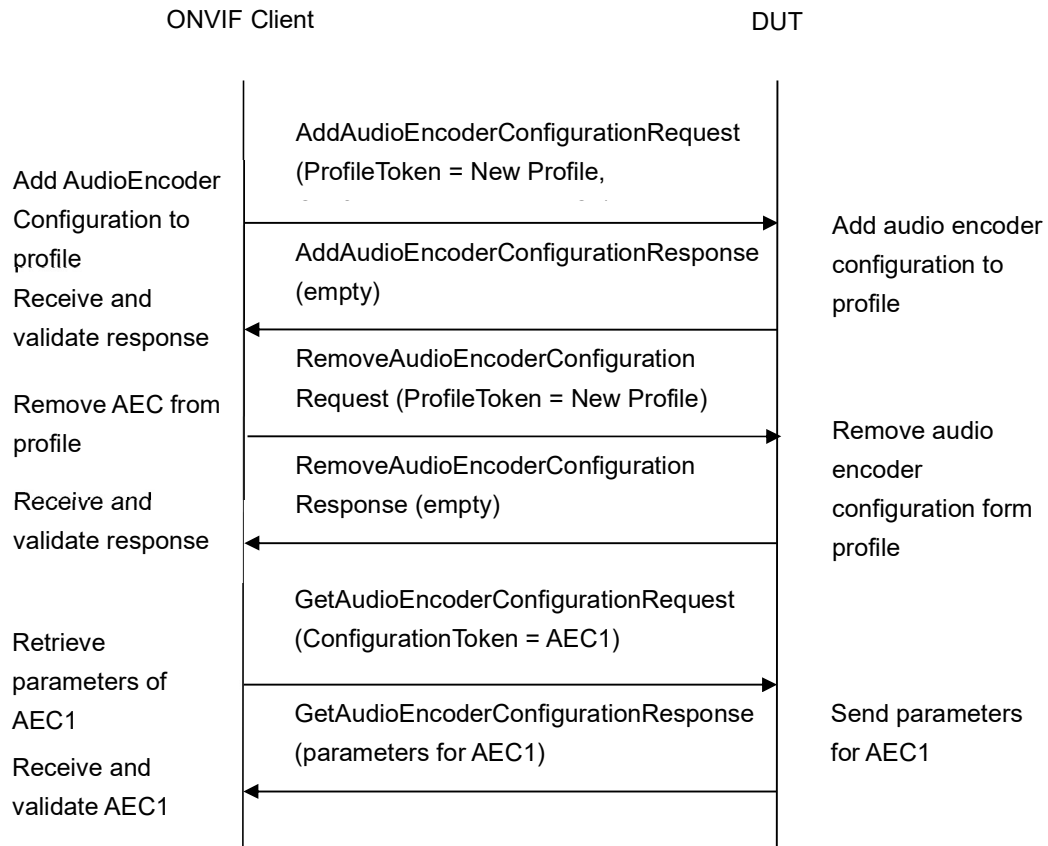 ONVIF Client
DUT
AddAudioEncoderConfigurationRequest
(ProfileToken = New Profile,
Add AudioEncoder
Configuration to
profile
Add audio encoder
configuration to
profile
AddAudioEncoderConfigurationResponse
(empty)
Receive and
validate response
RemoveAudioEncoderConfiguration
Request (ProfileToken = New Profile)
Remove AEC from
profile
Remove audio
encoder
configuration form
profile
RemoveAudioEncoderConfiguration
Response (empty)
Receive and
validate response
GetAudioEncoderConfigurationRequest
(ConfigurationToken = AEC1)
Retrieve
parameters of
AEC1
GetAudioEncoderConfigurationResponse
(parameters for AEC1)
Send parameters
for AEC1
Receive and
validate AEC1